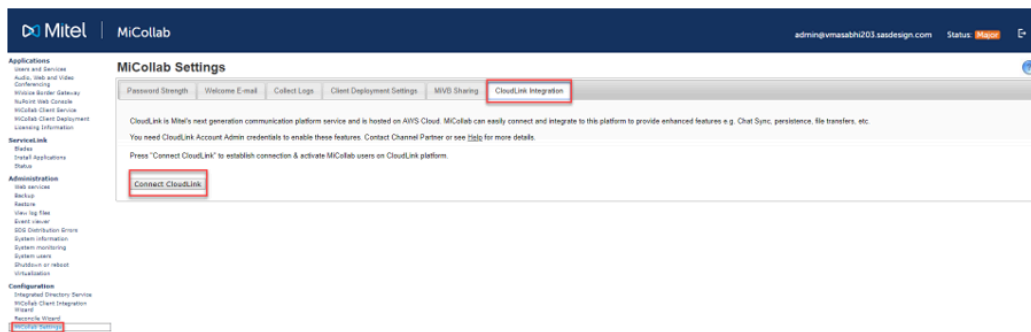 Mitel | MiCollab
admin@vmasabhi203.sasdesign.com Status: Major
Applications
Users and Services
Audio, Web and Video
Conferencing
MiVoice Border Gateway
NuPoint Web Console
MiCollab Client Service
MiCollab Client Deployment
Licensing Information
ServiceLink
Blades
Install Applications
Status
Administration
Web services
Backup
Restore
View log files
Event viewer
SDS Distribution Errors
System information
System monitoring
System users
Shutdown or reboot
Virtualization
Configuration
Integrated Directory Service
MiCollab Client Integration
Wizard
Reconcile Wizard
MiCollab Settings
MiCollab Settings
Password Strength Welcome E-mail Collect Logs Client Deployment Settings MiVB Sharing CloudLink Integration
CloudLink is Mitel's next generation communication platform service and is hosted on AWS Cloud. MiCollab can easily connect and integrate to this platform to provide enhanced features e.g. Chat Sync, persistence, file transfers, etc.
You need CloudLink Account Admin credentials to enable these features. Contact Channel Partner or see Help for more details.
Press "Connect CloudLink" to establish connection & activate MiCollab users on CloudLink platform.
Connect CloudLink